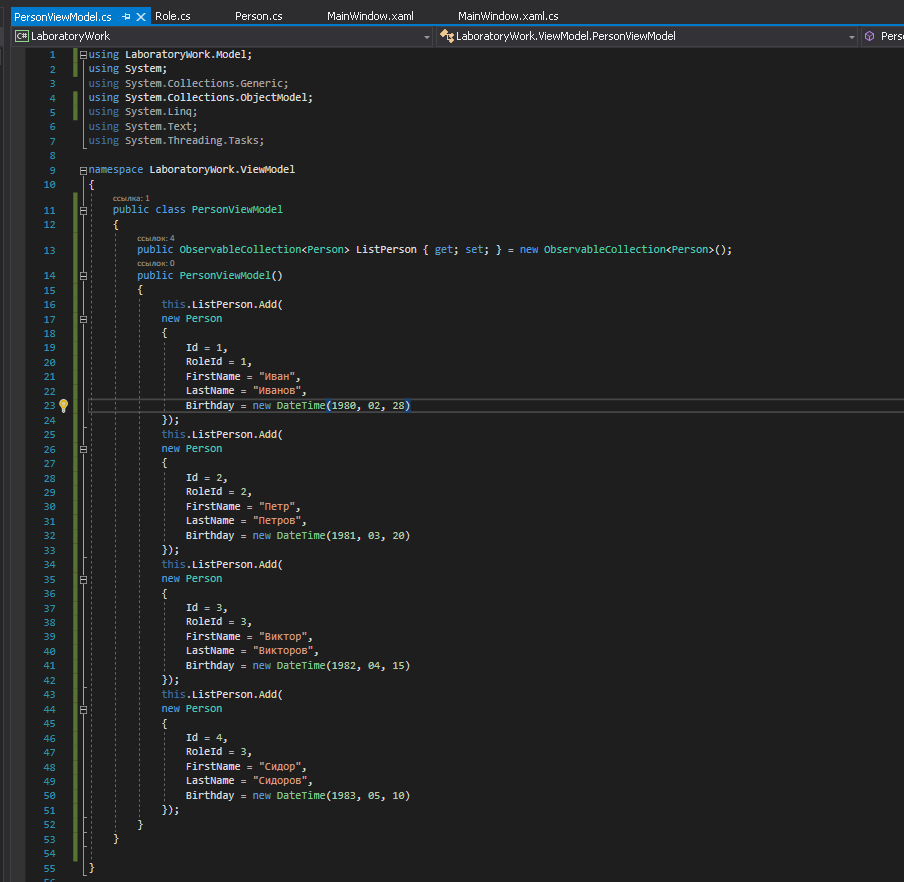 PersonViewModel.cs Role.cs Person.cs MainWindow.xaml MainWindow.xaml.cs
C# LaboratoryWork LaboratoryWork.ViewModel.PersonViewModel
1 using LaboratoryWork.Model;
2 using System;
3 using System.Collections.Generic;
4 using System.Collections.ObjectModel;
5 using System.Linq;
6 using System.Text;
7 using System.Threading.Tasks;
8
9 namespace LaboratoryWork.ViewModel
10 {
ссылка: 1
11 public class PersonViewModel
12 {
ссылок: 4
13 public ObservableCollection<Person> ListPerson { get; set; } = new ObservableCollection<Person>();
ссылок: 0
14 public PersonViewModel()
15 {
16 this.ListPerson.Add(
17 new Person
18 {
19 Id = 1,
20 RoleId = 1,
21 FirstName = "Иван",
22 LastName = "Иванов",
23 Birthday = new DateTime(1980, 02, 28)
24 });
25 this.ListPerson.Add(
26 new Person
27 {
28 Id = 2,
29 RoleId = 2,
30 FirstName = "Петр",
31 LastName = "Петров",
32 Birthday = new DateTime(1981, 03, 20)
33 });
34 this.ListPerson.Add(
35 new Person
36 {
37 Id = 3,
38 RoleId = 3,
39 FirstName = "Виктор",
40 LastName = "Викторов",
41 Birthday = new DateTime(1982, 04, 15)
42 });
43 this.ListPerson.Add(
44 new Person
45 {
46 Id = 4,
47 RoleId = 3,
48 FirstName = "Сидор",
49 LastName = "Сидоров",
50 Birthday = new DateTime(1983, 05, 10)
51 });
52 }
53 }
54
55 }